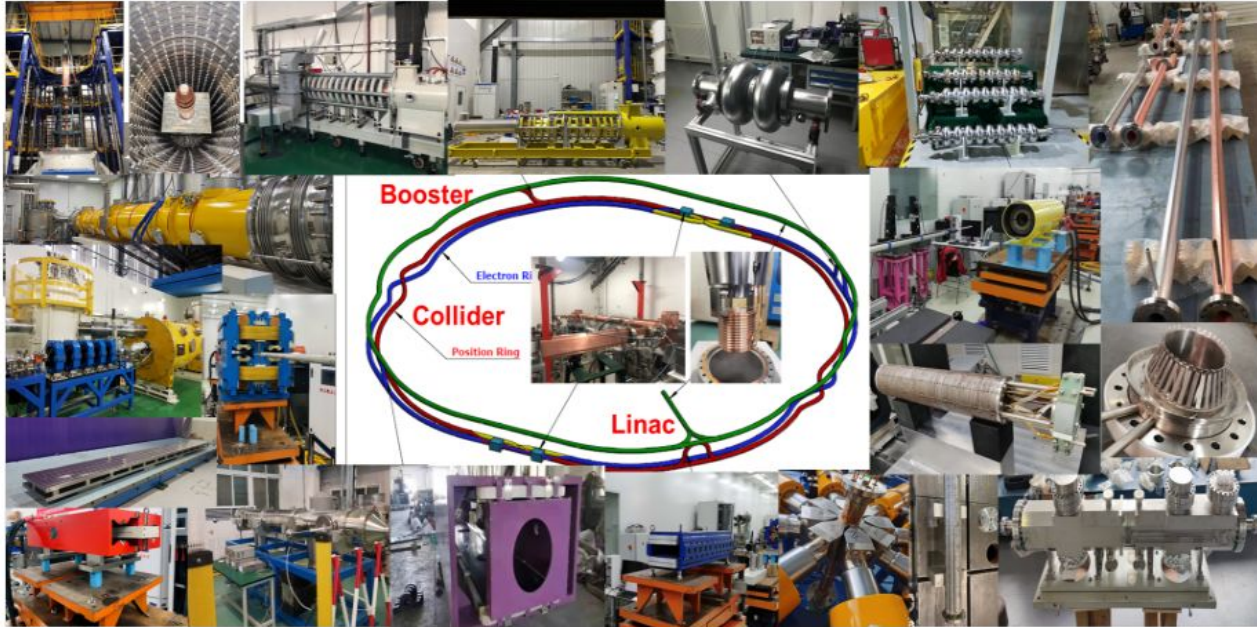 Booster
Electron Ri
Collider
Position Ring
Linac